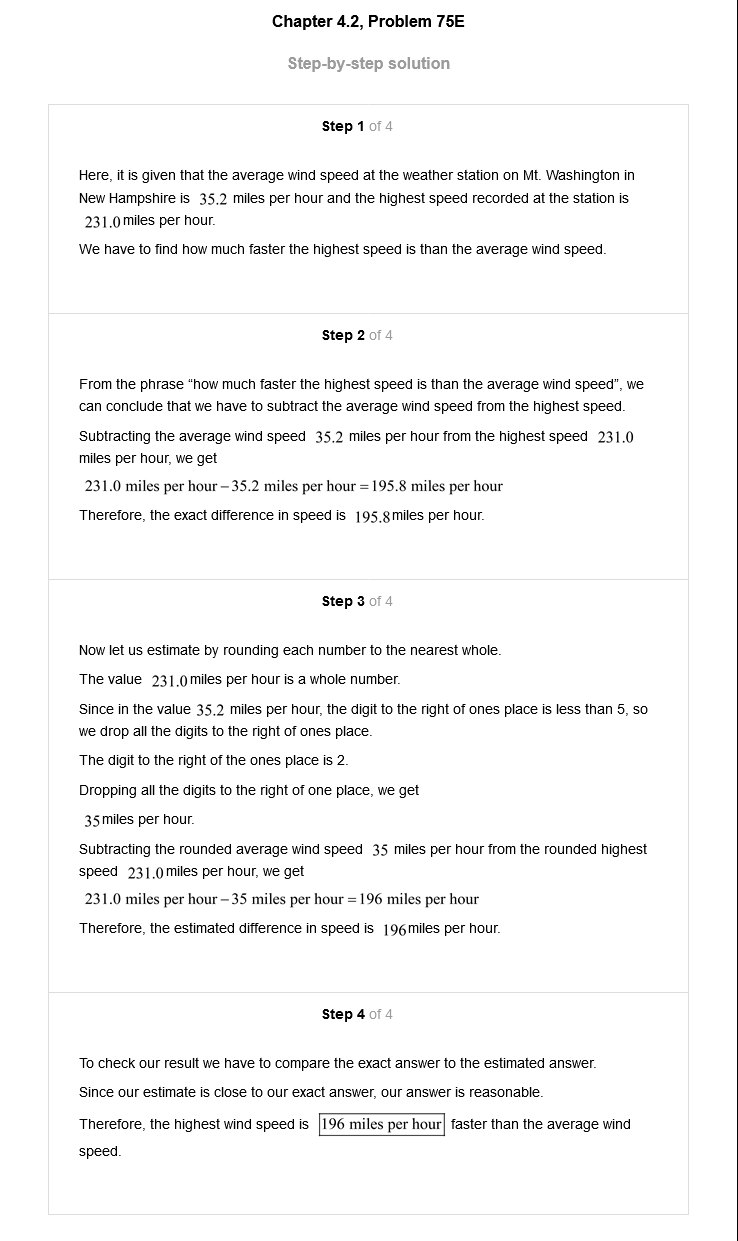 Chapter 4.2, Problem 75E
Step-by-step solution
Step 1 of 4
Here, it is given that the average wind speed at the weather station on Mt. Washington in
New Hampshire is 35.2 miles per hour and the highest speed recorded at the station is
231.0 miles per hour.
We have to find how much faster the highest speed is than the average wind speed.
Step 2 of 4
From the phrase “how much faster the highest speed is than the average wind speed”, we
can conclude that we have to subtract the average wind speed from the highest speed.
Subtracting the average wind speed 35.2 miles per hour from the highest speed 231.0
miles per hour, we get
231.0 miles per hour – 35.2 miles per hour = 195.8 miles per hour
Therefore, the exact difference in speed is 195.8 miles per hour.
Step 3 of 4
Now let us estimate by rounding each number to the nearest whole.
The value 231.0 miles per hour is a whole number.
Since in the value 35.2 miles per hour, the digit to the right of ones place is less than 5, so
we drop all the digits to the right of ones place.
The digit to the right of the ones place is 2.
Dropping all the digits to the right of one place, we get
35 miles per hour.
Subtracting the rounded average wind speed 35 miles per hour from the rounded highest
speed 231.0 miles per hour, we get
231.0 miles per hour – 35 miles per hour = 196 miles per hour
Therefore, the estimated difference in speed is 196 miles per hour.
Step 4 of 4
To check our result we have to compare the exact answer to the estimated answer.
Since our estimate is close to our exact answer, our answer is reasonable.
Therefore, the highest wind speed is 196 miles per hour faster than the average wind
speed.